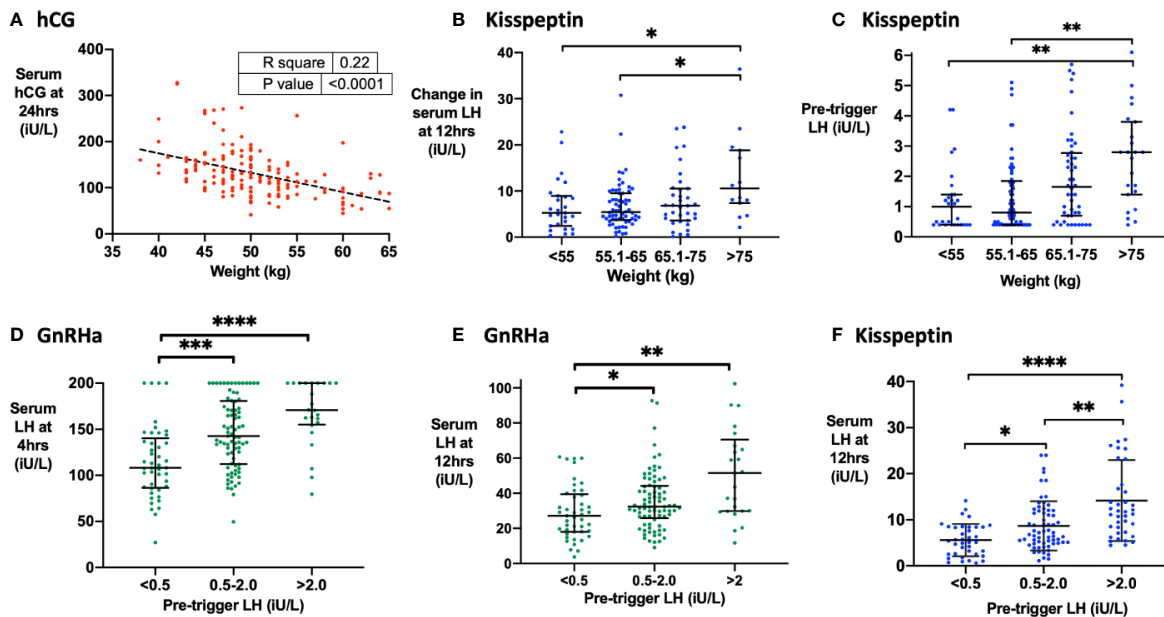 A hCG
Serum
hCG at
24hrs
(iU/L)
400
300
200
100
0
R square 0.22
P value <0.0001
35 40 45 50 55 60 65
Weight (kg)
B Kisspeptin
Change in
serum LH
at 12hrs
(iU/L)
40
30
20
10
0
*
*
<55 55.1-65 65.1-75 >75
Weight (kg)
C Kisspeptin
Pre-trigger
LH (iU/L)
6
5
4
3
2
1
0
**
**
<55 55.1-65 65.1-75 >75
Weight (kg)
D GnRHa
Serum
LH at
4hrs
(iU/L)
200
150
100
50
0
****
***
<0.5 0.5-2.0 >2.0
Pre-trigger LH (iU/L)
E GnRHa
Serum
LH at
12hrs
(iU/L)
100
80
60
40
20
0
**
*
<0.5 0.5-2.0 >2
Pre-trigger LH (iU/L)
F Kisspeptin
Serum
LH at
12hrs
(iU/L)
40
30
20
10
0
****
**
*
<0.5 0.5-2.0 >2.0
Pre-trigger LH (iU/L)